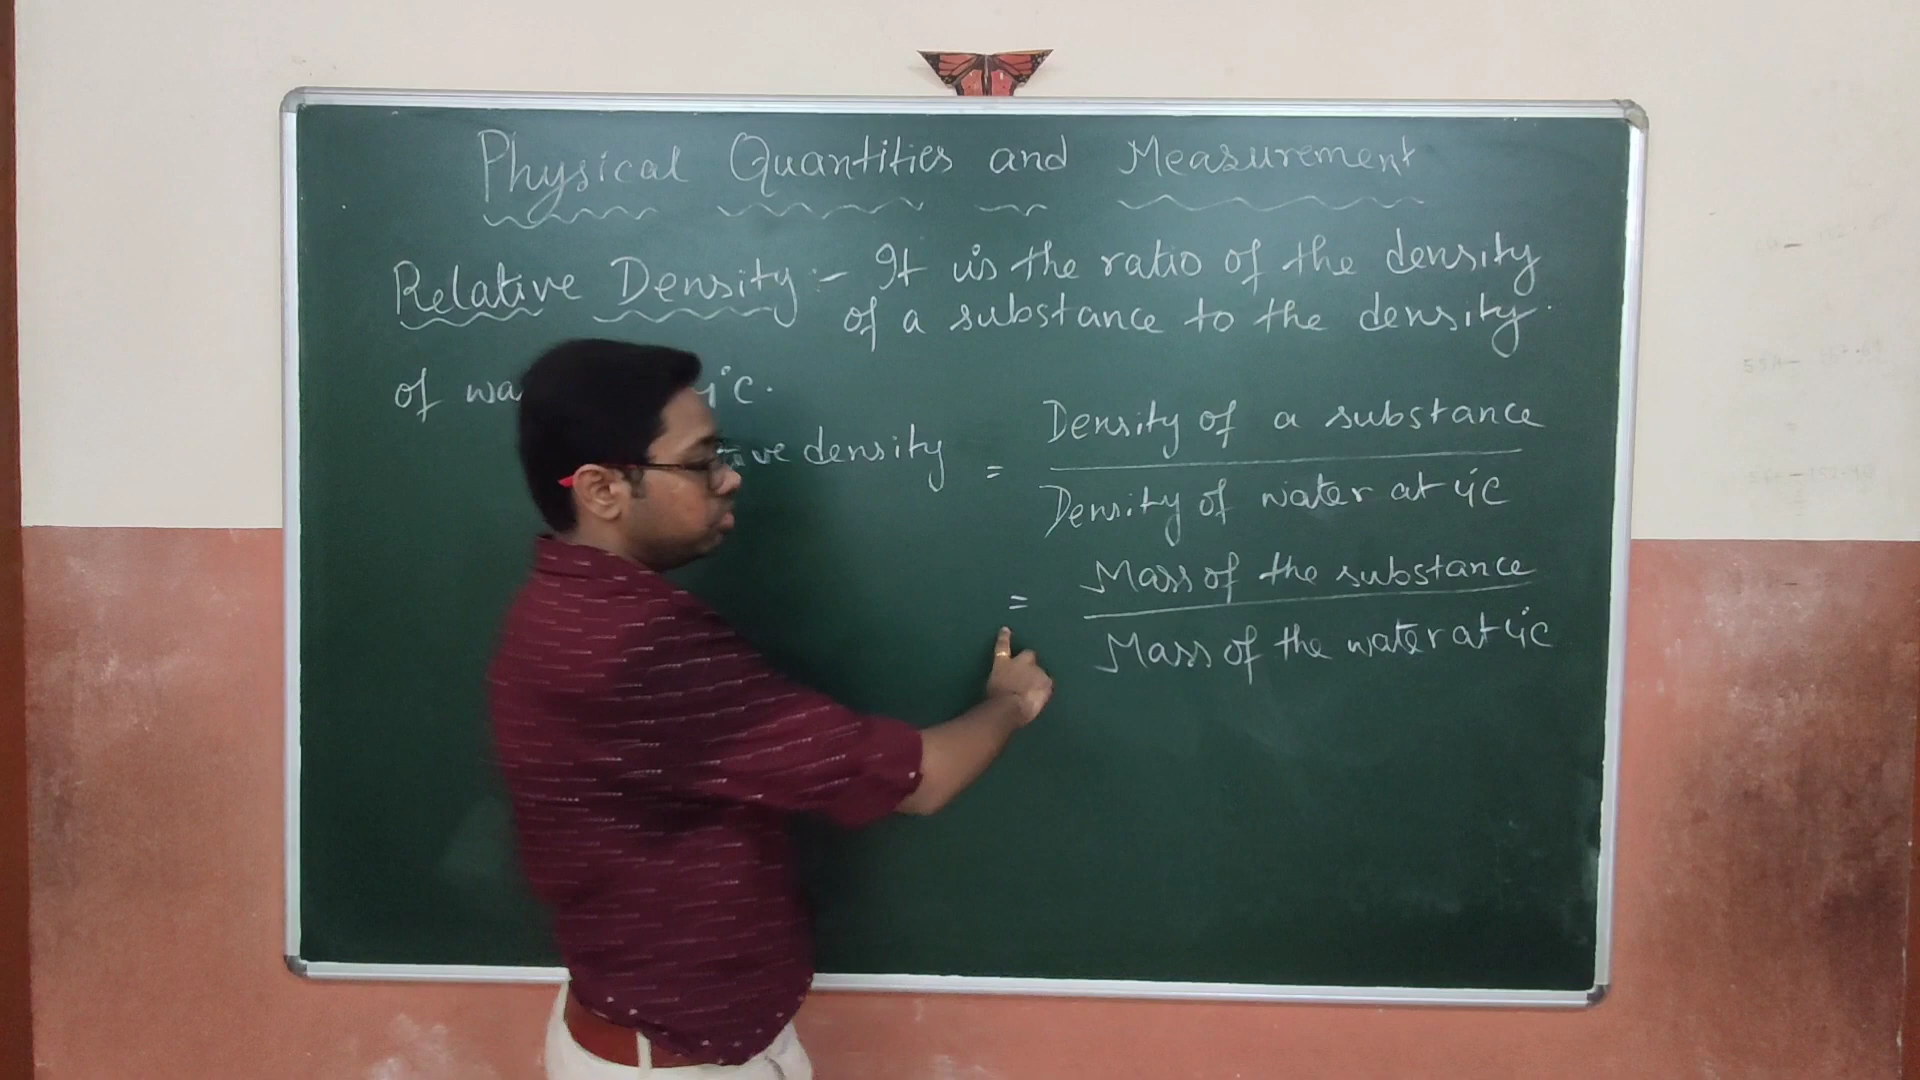 Physical Quantities and Measurement
Relative Density :- It is the ratio of the density
of a substance to the density
of 4°C.
density = Density of a substance
Density of water at 4°C
= Mass of the substance
Mass of the water at 4°C